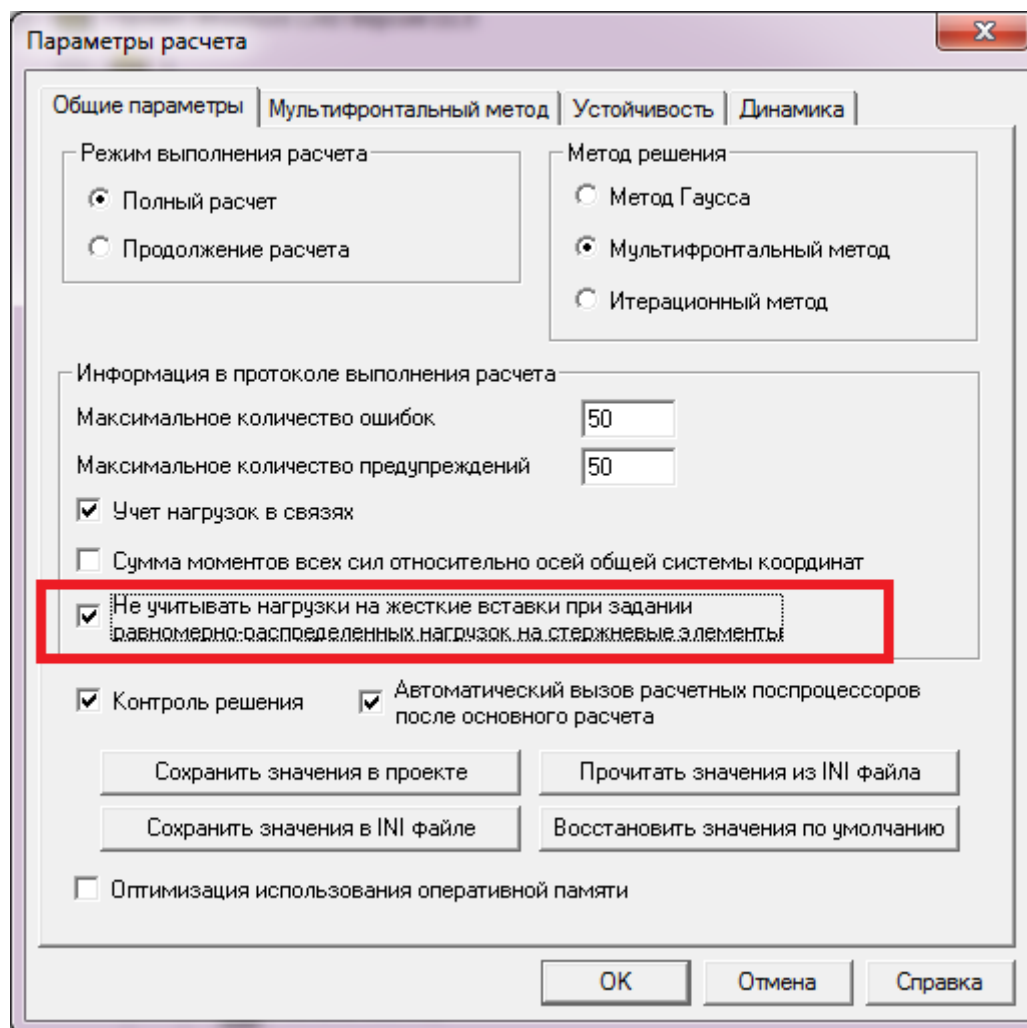 Параметры расчета
Общие параметры
Мультифронтальный метод
Устойчивость
Динамика
Режим выполнения расчета
Полный расчет
Продолжение расчета
Метод решения
Метод Гаусса
Мультифронтальный метод
Итерационный метод
Информация в протоколе выполнения расчета
Максимальное количество ошибок
50
Максимальное количество предупреждений
50
Учет нагрузок в связях
Сумма моментов всех сил относительно осей общей системы координат
Не учитывать нагрузки на жесткие вставки при задании
равномерно-распределенных нагрузок на стержневые элементы
Контроль решения
Автоматический вызов расчетных поспроцессоров
после основного расчета
Сохранить значения в проекте
Прочитать значения из INI файла
Сохранить значения в INI файле
Восстановить значения по умолчанию
Оптимизация использования оперативной памяти
OK
Отмена
Справка